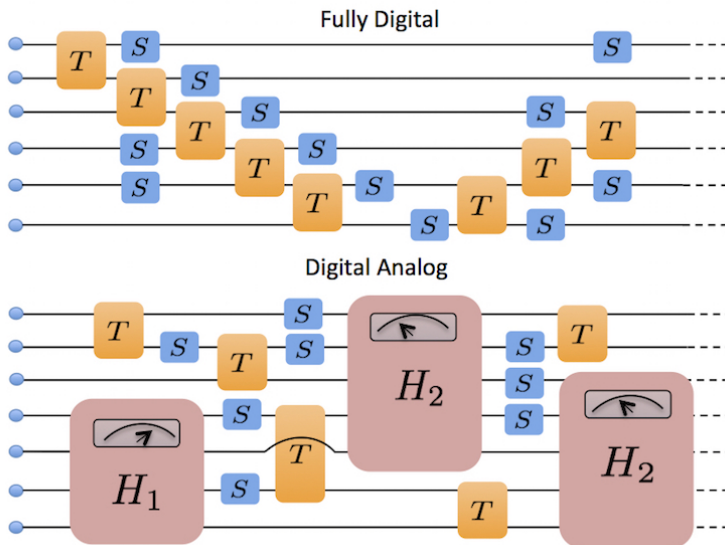 Fully Digital
T S S
T S
T S S T
S T S T
S T S T S
S T S
Digital Analog
T S H2 T
S T S S
S
H1 S T S H2
S T